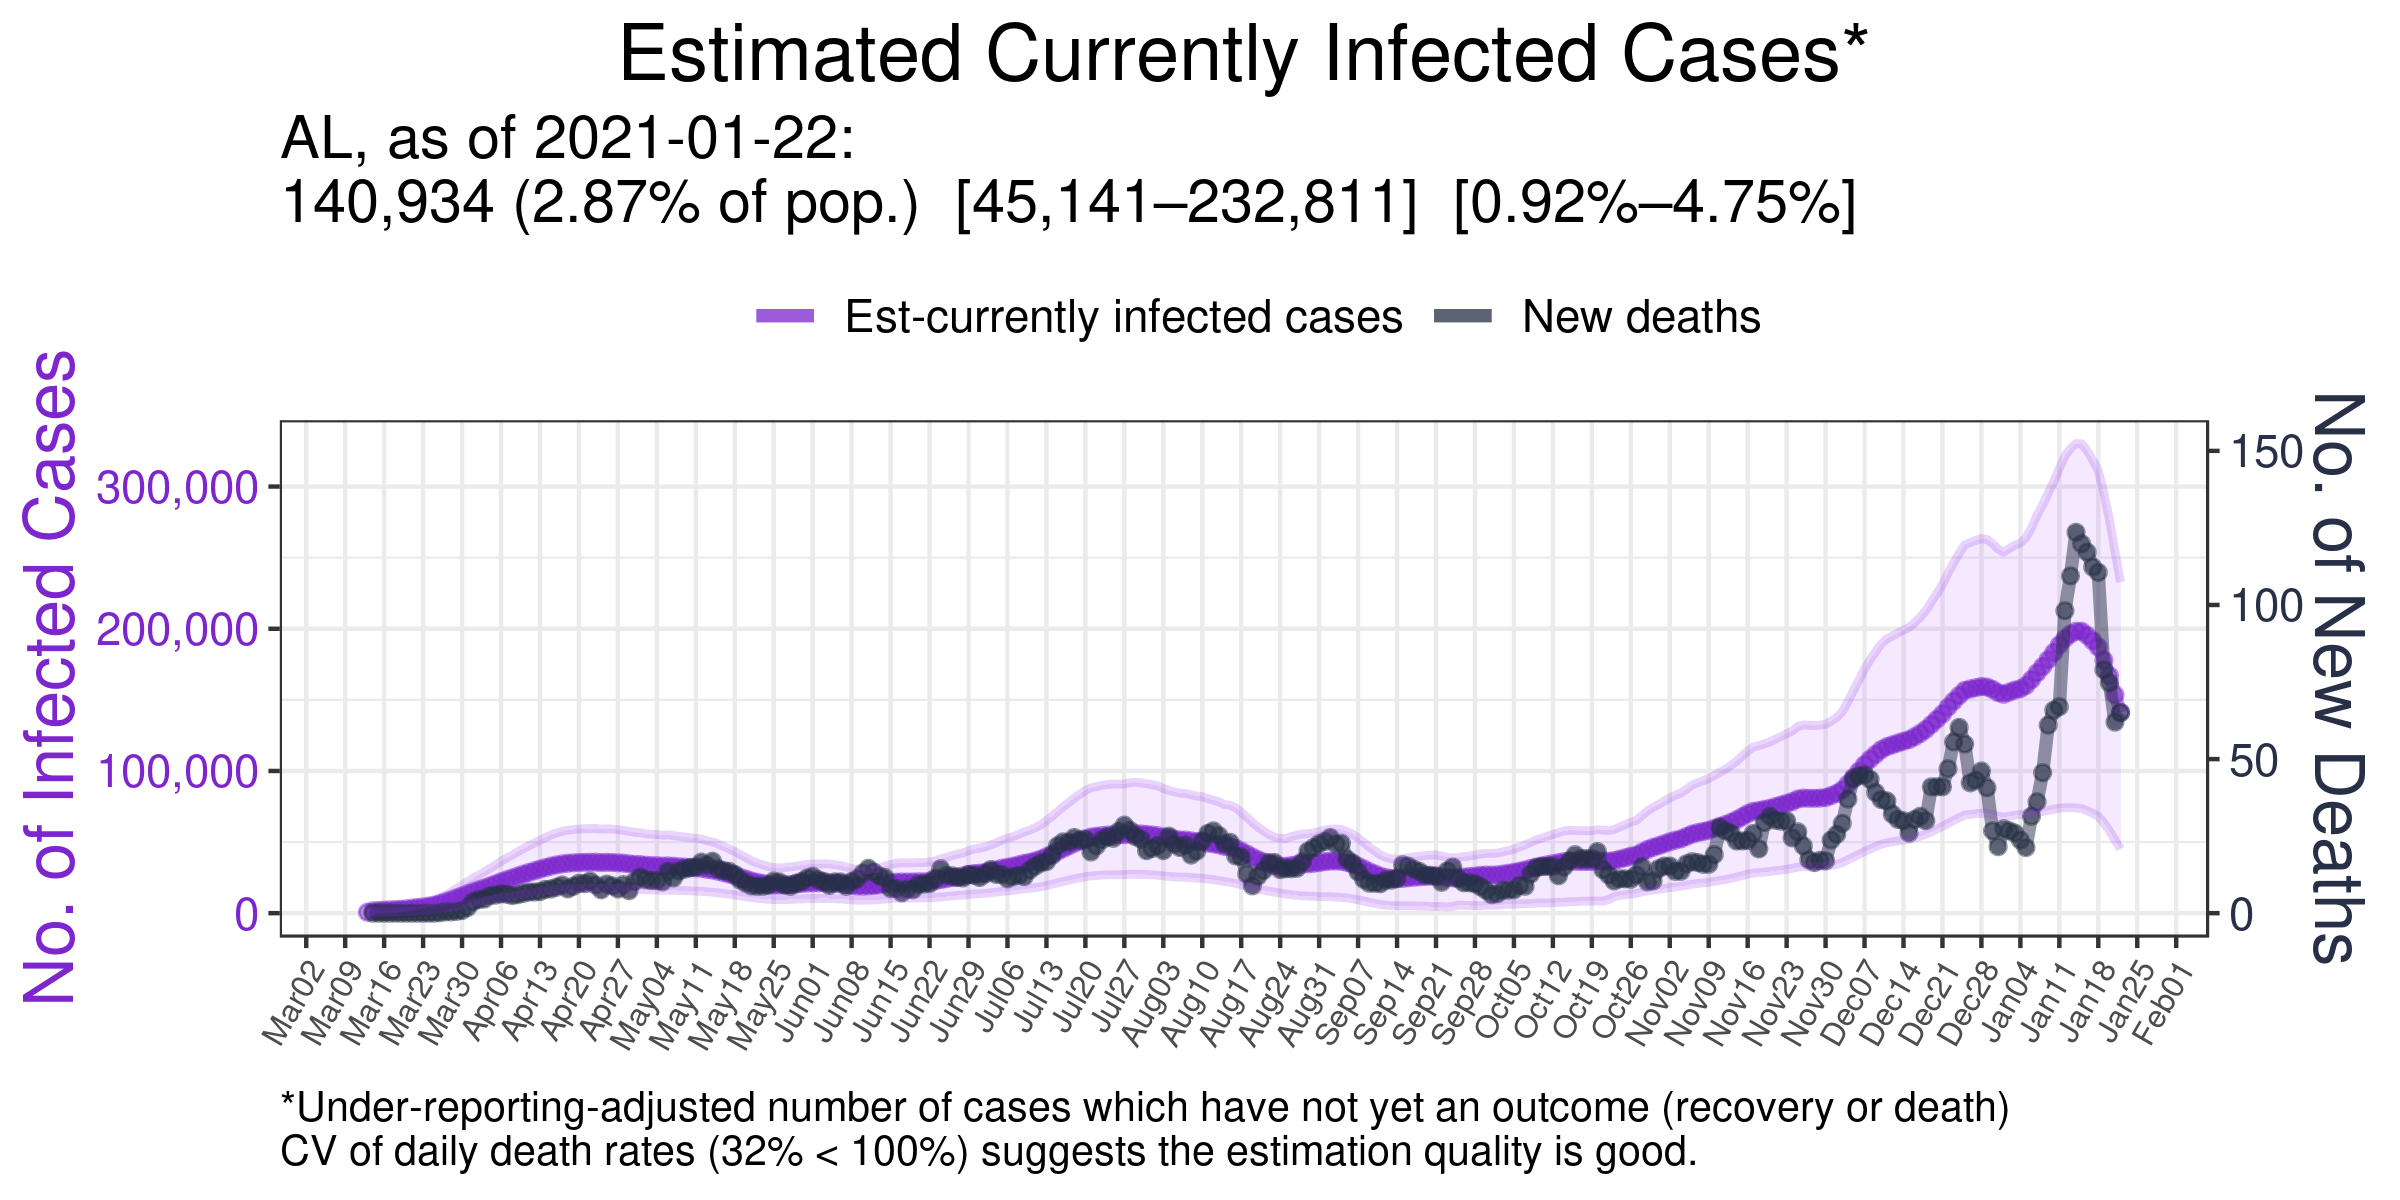 Estimated Currently Infected Cases*
AL, as of 2021-01-22:
140,934 (2.87% of pop.) [45,141–232,811] [0.92%–4.75%]
Est-currently infected cases
New deaths
No. of Infected Cases
300,000
200,000
100,000
0
150
100
50
0
No. of New Deaths
Mar02
Mar09
Mar16
Mar23
Mar30
Apr06
Apr13
Apr20
Apr27
May04
May11
May18
May25
Jun01
Jun08
Jun15
Jun22
Jun29
Jul06
Jul13
Jul20
Jul27
Aug03
Aug10
Aug17
Aug24
Aug31
Sep07
Sep14
Sep21
Sep28
Oct05
Oct12
Oct19
Oct26
Nov02
Nov09
Nov16
Nov23
Nov30
Dec07
Dec14
Dec21
Dec28
Jan04
Jan11
Jan18
Jan25
Feb01
*Under-reporting-adjusted number of cases which have not yet an outcome (recovery or death)
CV of daily death rates (32% < 100%) suggests the estimation quality is good.